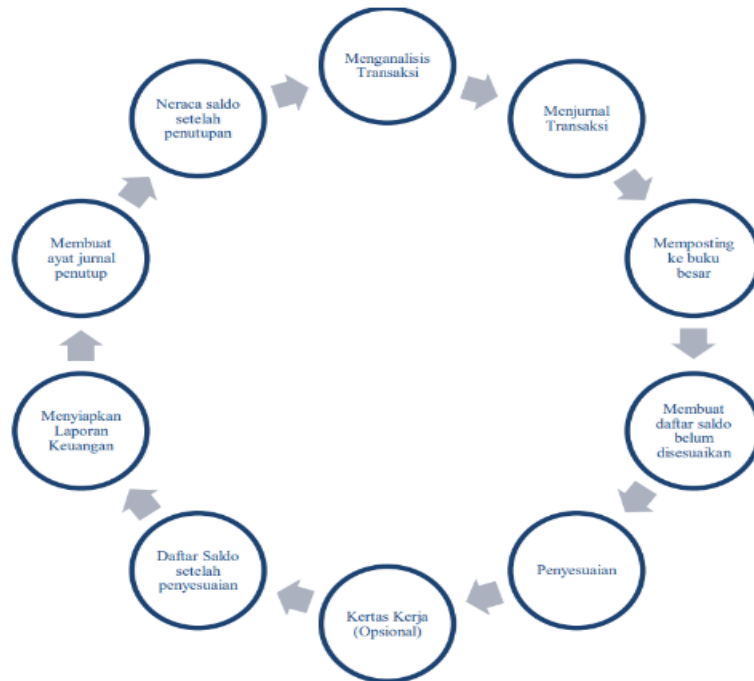 Menganalisis
Transaksi
Menjurnal
Transaksi
Memposting
ke buku
besar
Membuat
daftar saldo
belum
disesuaikan
Penyesuaian
Kertas Kerja
(Opsional)
Daftar Saldo
setelah
penyesuaian
Menyiapkan
Laporan
Keuangan
Membuat
ayat jurnal
penutup
Neraca saldo
setelah
penutupan